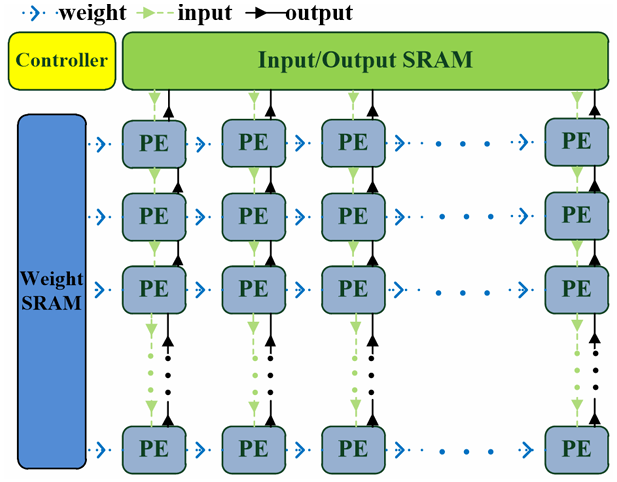 weight input output
Controller
Input/Output SRAM
PE PE PE PE
PE PE PE PE
Weight
SRAM
PE PE PE PE
PE PE PE PE